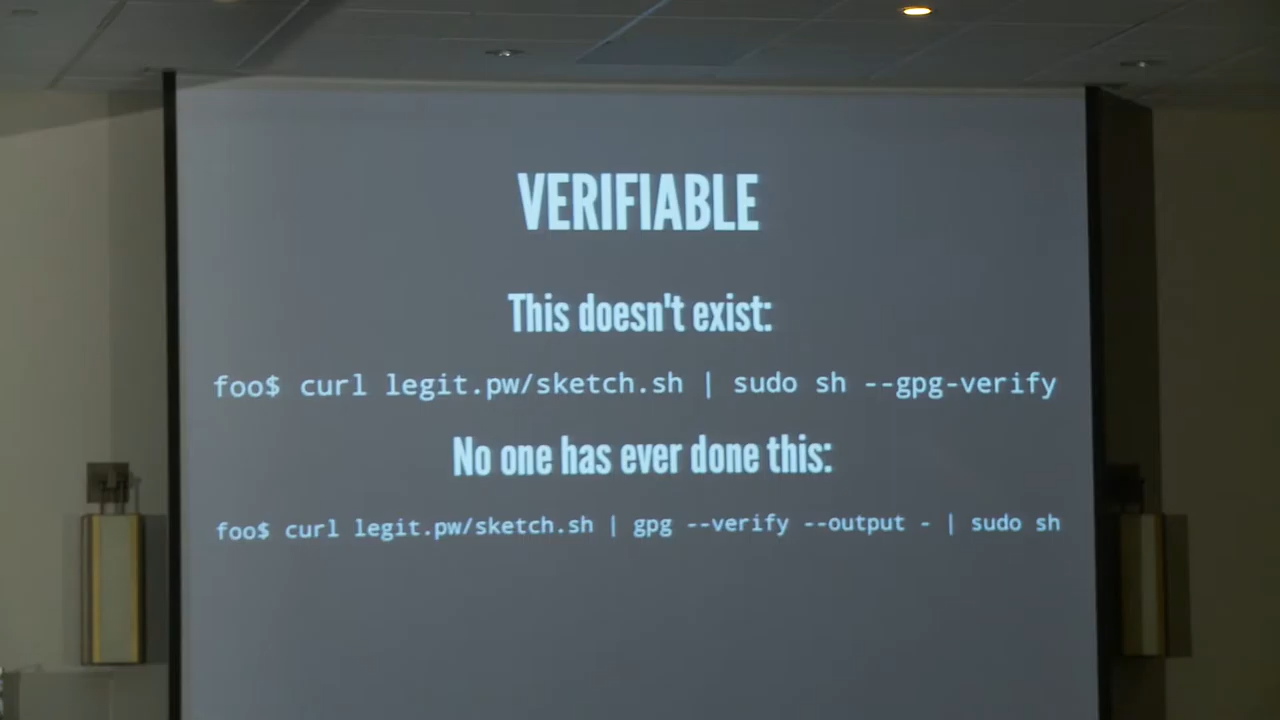 VERIFIABLE
This doesn't exist:
foo$ curl legit.pw/sketch.sh | sudo sh --gpg-verify
No one has ever done this:
foo$ curl legit.pw/sketch.sh | gpg --verify --output - | sudo sh